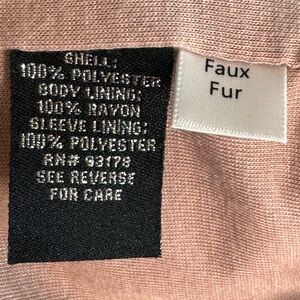 SHELL:
100% POLYESTER
BODY LINING:
100% RAYON
SLEEVE LINING:
100% POLYESTER
RN# 93178
SEE REVERSE
FOR CARE
Faux
Fur